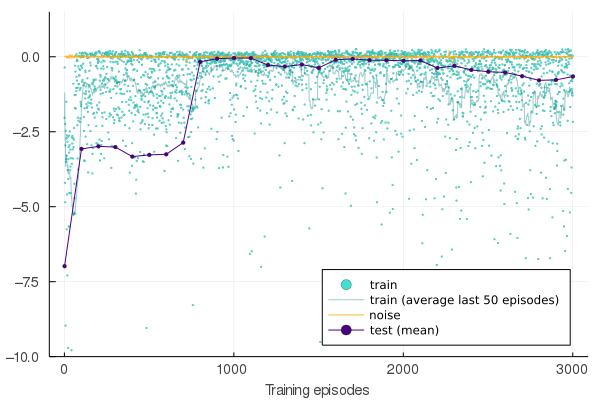 0.0
−2.5
−5.0
−7.5
−10.0
0 1000 2000 3000
Training episodes
train
train (average last 50 episodes)
noise
test (mean)